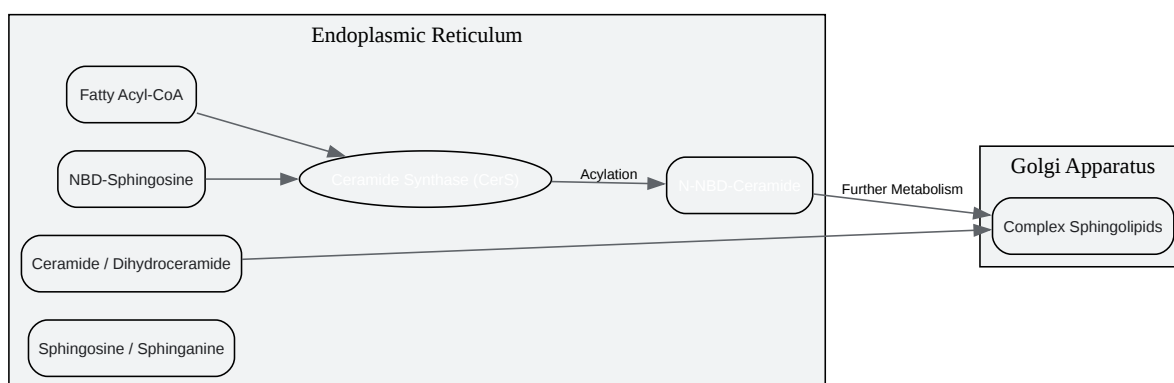 Endoplasmic Reticulum
Fatty Acyl-CoA
NBD-Sphingosine
Ceramide Synthase (CerS)
Acylation
N-NBD-Ceramide
Further Metabolism
Golgi Apparatus
Complex Sphingolipids
Ceramide / Dihydroceramide
Sphingosine / Sphinganine